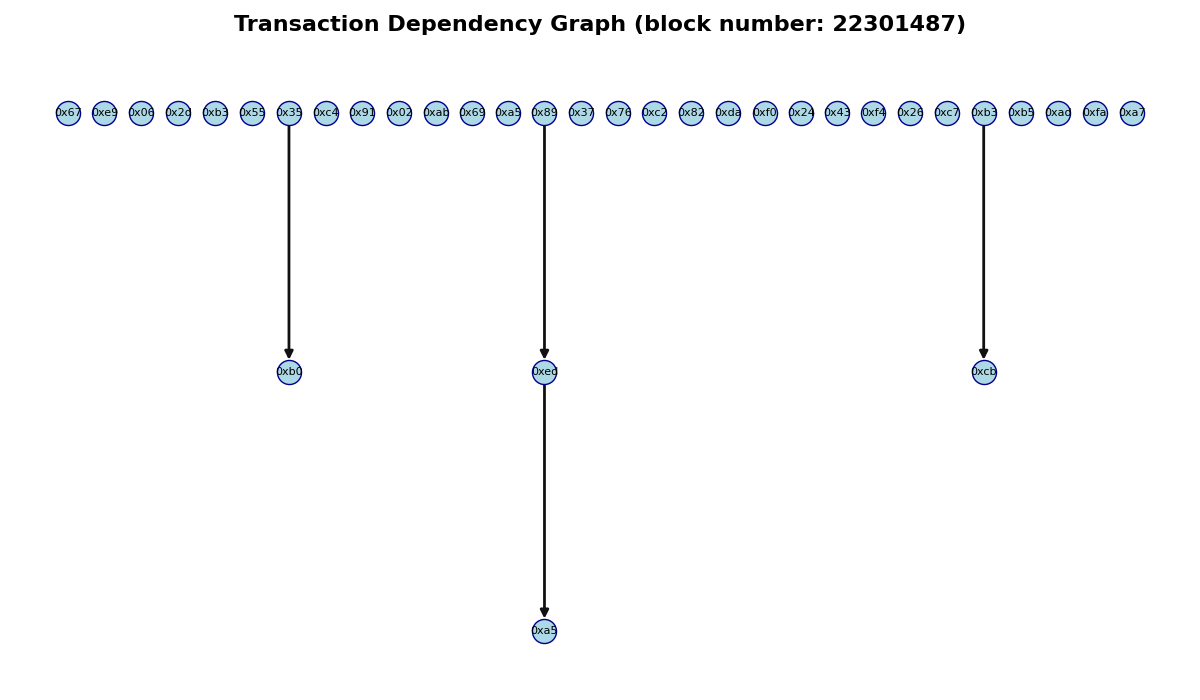 Transaction Dependency Graph (block number: 22301487)
0x67 0xe9 0x06 0x2d 0xb3 0x55 0x35 0xc4 0x91 0x02 0xab 0x69 0xa5 0x89 0x37 0x76 0xc2 0x82 0xda 0xf0 0x24 0x43 0xf4 0x26 0xc7 0xb3 0xb5 0xad 0xfa 0xa7
0xb0 0xed 0xcb
0xa5